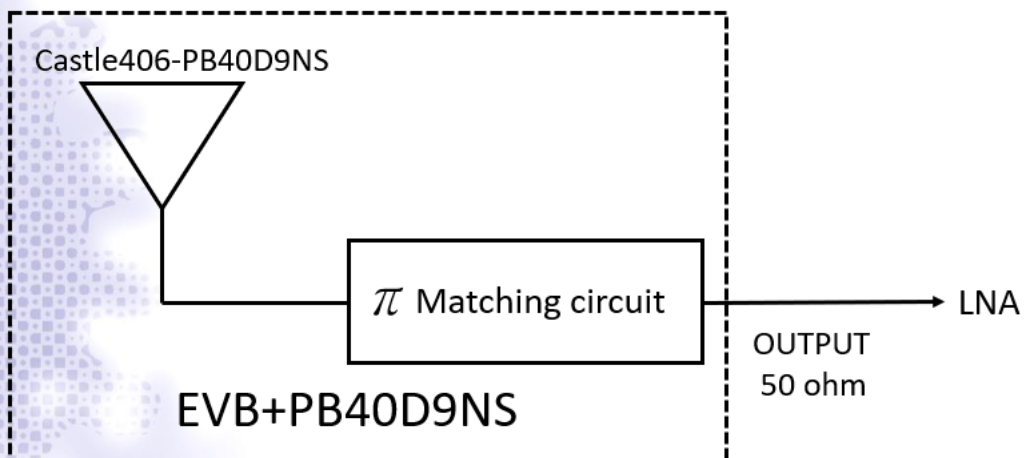 Castle406-PB40D9NS
π Matching circuit
LNA
OUTPUT
50 ohm
EVB+PB40D9NS